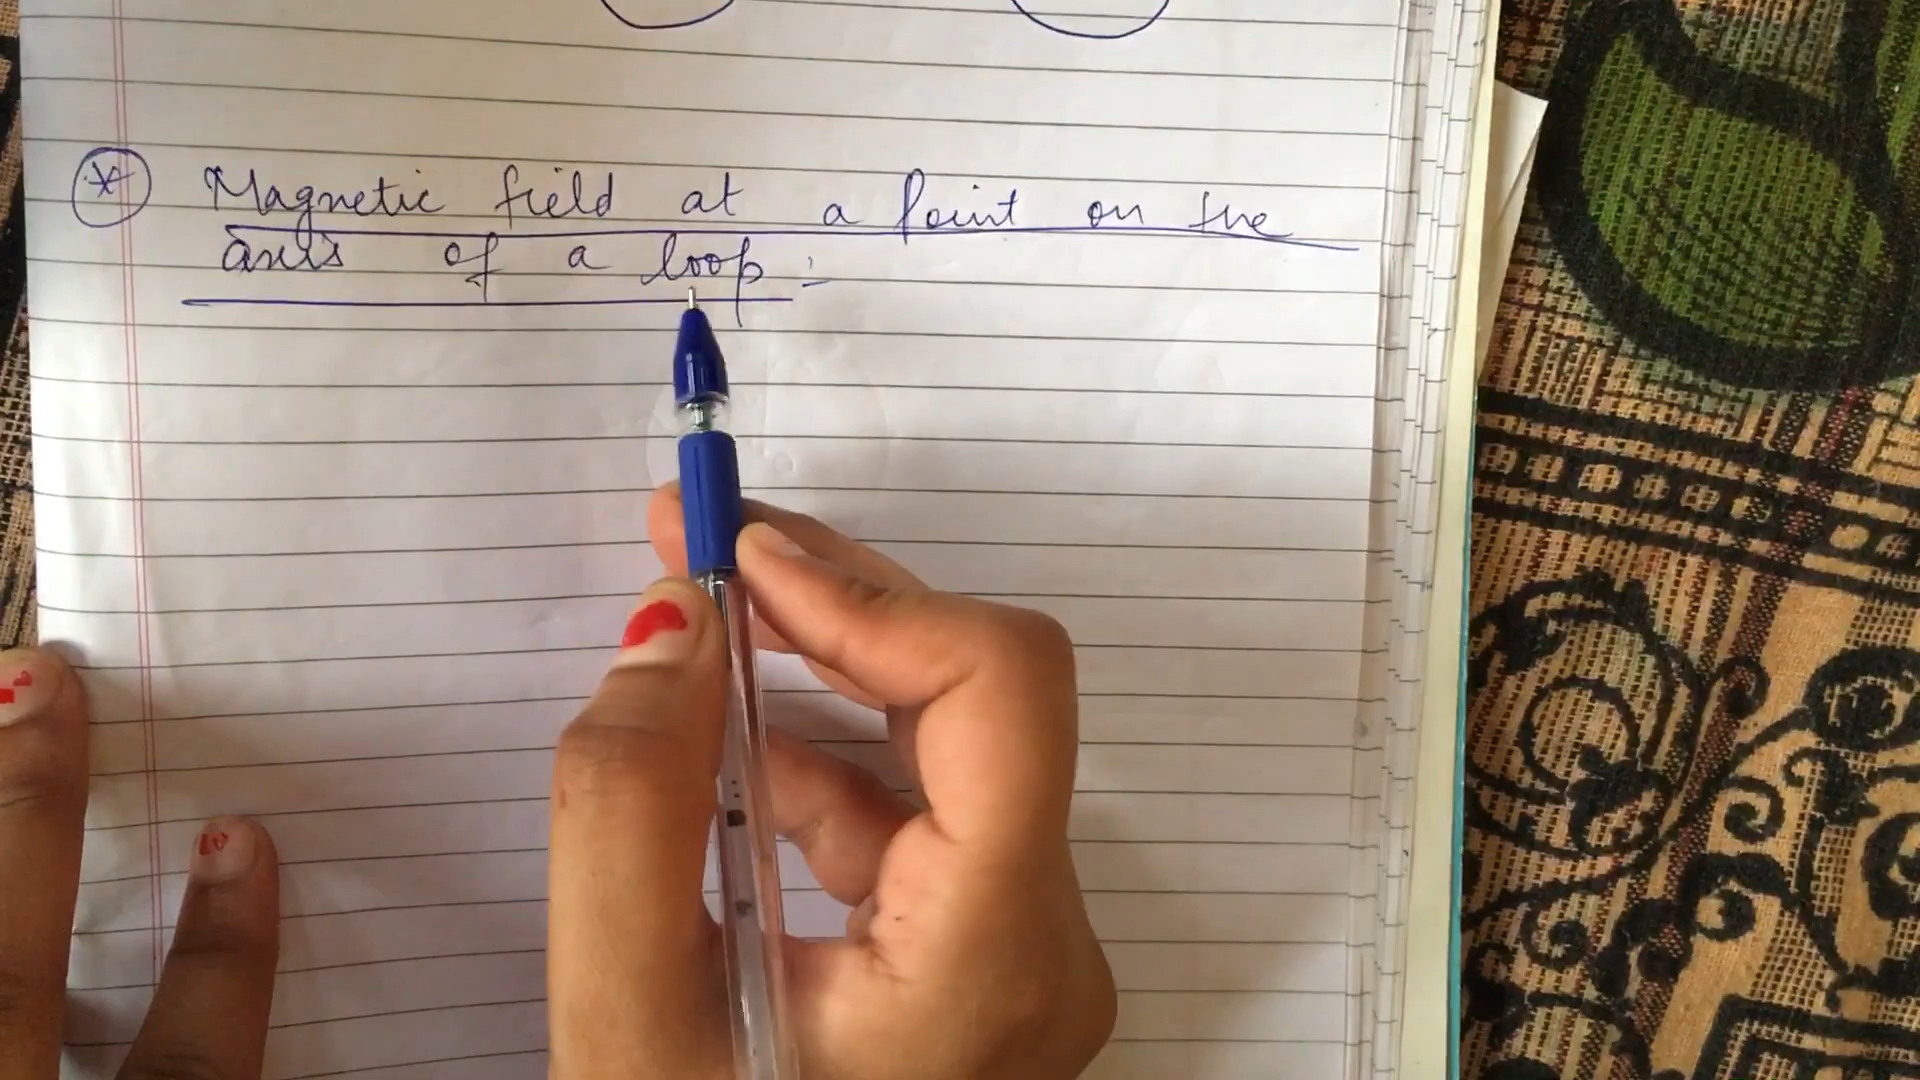 Magnetic field at a point on the
axis of a loop :-